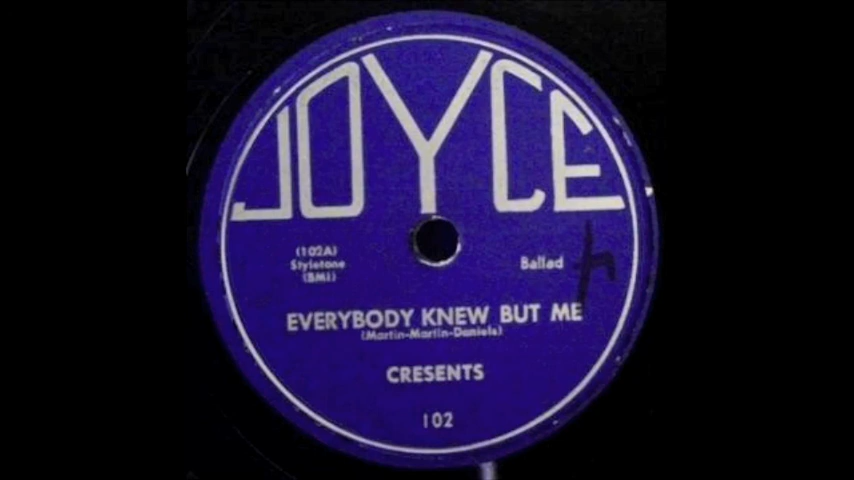 JOYCE
(102A)
Styletone
(BMI)
Ballad
EVERYBODY KNEW BUT ME
(Martin-Martin-Daniels)
CRESENTS
102